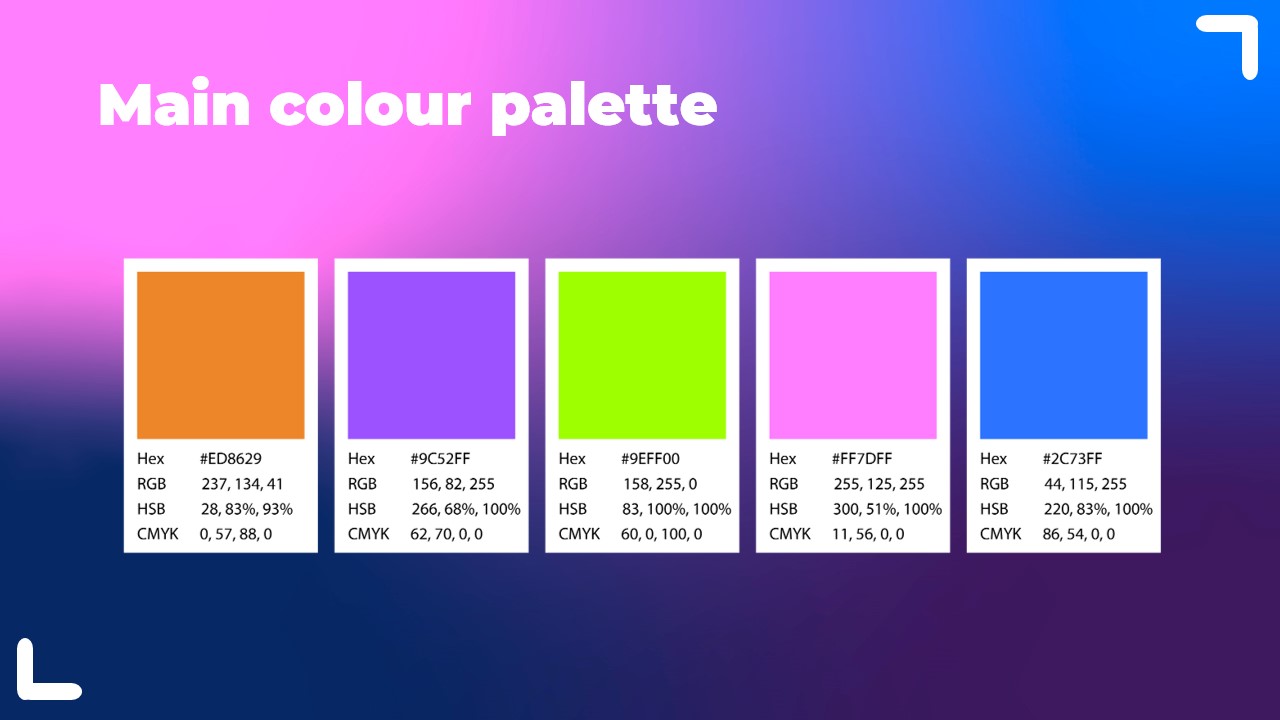 Main colour palette
Hex #ED8629
RGB 237, 134, 41
HSB 28, 83%, 93%
CMYK 0, 57, 88, 0
Hex #9C52FF
RGB 156, 82, 255
HSB 266, 68%, 100%
CMYK 62, 70, 0, 0
Hex #9EFF00
RGB 158, 255, 0
HSB 83, 100%, 100%
CMYK 60, 0, 100, 0
Hex #FF7DFF
RGB 255, 125, 255
HSB 300, 51%, 100%
CMYK 11, 56, 0, 0
Hex #2C73FF
RGB 44, 115, 255
HSB 220, 83%, 100%
CMYK 86, 54, 0, 0